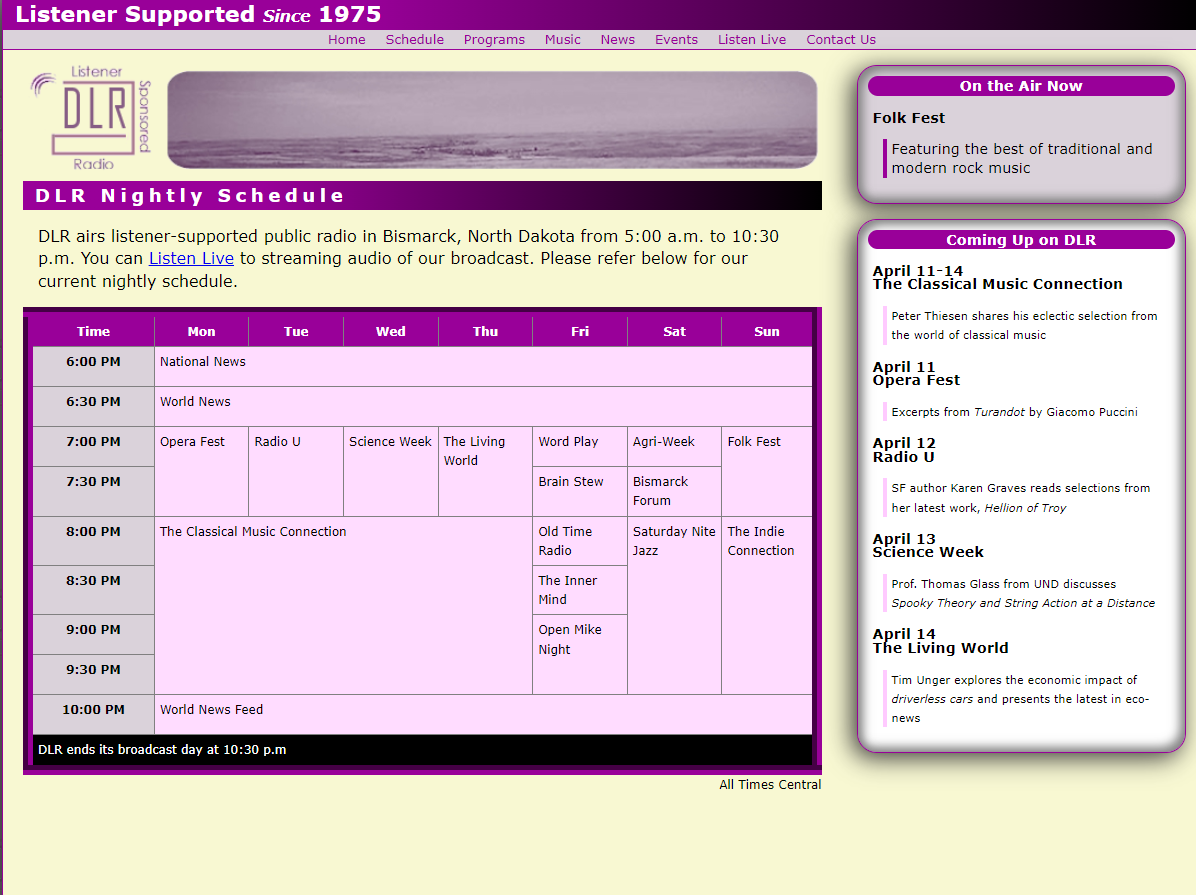 Listener Supported Since 1975
Home Schedule Programs Music News Events Listen Live Contact Us
Listener
DLR
Sponsored
Radio
DLR Nightly Schedule
DLR airs listener-supported public radio in Bismarck, North Dakota from 5:00 a.m. to 10:30
p.m. You can Listen Live to streaming audio of our broadcast. Please refer below for our
current nightly schedule.
Time Mon Tue Wed Thu Fri Sat Sun
6:00 PM National News
6:30 PM World News
7:00 PM Opera Fest Radio U Science Week The Living Word Play Agri-Week Folk Fest
World
7:30 PM Brain Stew Bismarck
Forum
8:00 PM The Classical Music Connection Old Time Saturday Nite The Indie
Radio Jazz Connection
8:30 PM The Inner
Mind
9:00 PM Open Mike
Night
9:30 PM
10:00 PM World News Feed
DLR ends its broadcast day at 10:30 p.m
All Times Central
On the Air Now
Folk Fest
Featuring the best of traditional and
modern rock music
Coming Up on DLR
April 11-14
The Classical Music Connection
Peter Thiesen shares his eclectic selection from
the world of classical music
April 11
Opera Fest
Excerpts from Turandot by Giacomo Puccini
April 12
Radio U
SF author Karen Graves reads selections from
her latest work, Hellion of Troy
April 13
Science Week
Prof. Thomas Glass from UND discusses
Spooky Theory and String Action at a Distance
April 14
The Living World
Tim Unger explores the economic impact of
driverless cars and presents the latest in eco-
news